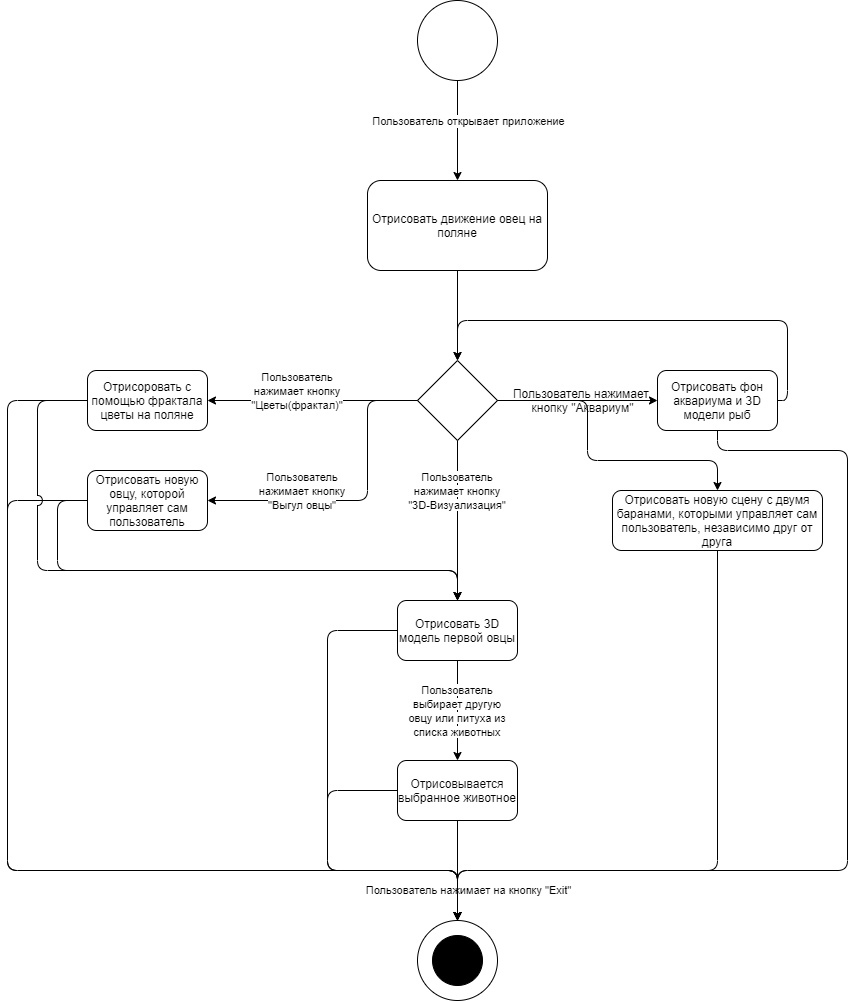 Пользователь открывает приложение
Отрисовать движение овец на
поляне
Пользователь
нажимает кнопку
"Цветы(фрактал)"
Отрисоровать с
помощью фрактала
цветы на поляне
Пользователь нажимает
кнопку "Аквариум"
Отрисовать фон
аквариума и 3D
модели рыб
Отрисовать новую
овцу, которой
управляет сам
пользователь
Пользователь
нажимает кнопку
"Выгул овцы"
Пользователь
нажимает кнопку
"3D-Визуализация"
Отрисовать новую сцену с двумя
баранами, которыми управляет сам
пользователь, независимо друг от
друга
Отрисовать 3D
модель первой овцы
Пользователь
выбирает другую
овцу или питуха из
списка животных
Отрисовывается
выбранное животное
Пользователь нажимает на кнопку "Exit"